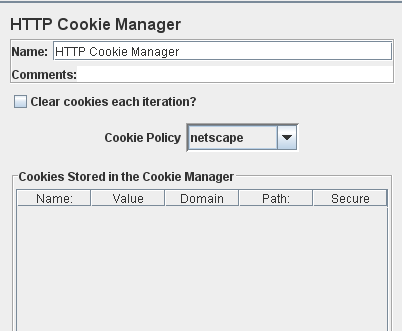 HTTP Cookie Manager
Name: HTTP Cookie Manager
Comments:
Clear cookies each iteration?
Cookie Policy netscape
Cookies Stored in the Cookie Manager
Name: Value Domain Path: Secure